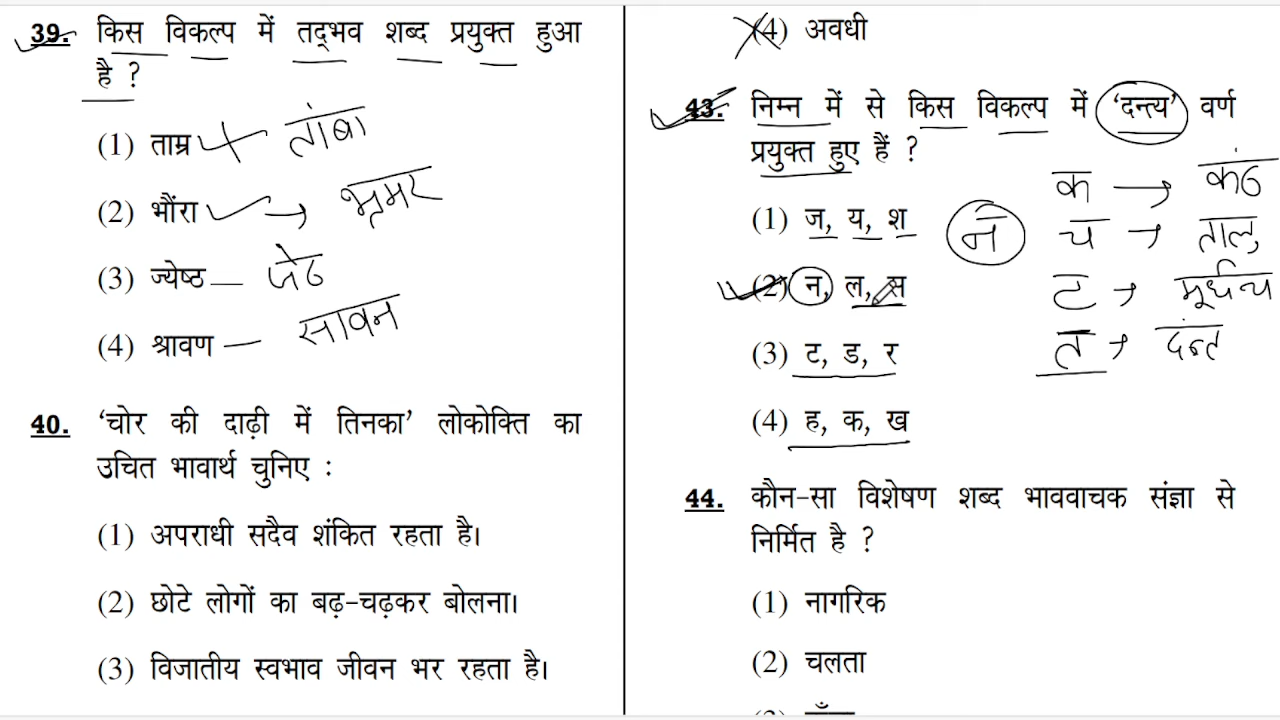 39. किस विकल्प में तद्भव शब्द प्रयुक्त हुआ
है ?
(1) ताम्र तांबा
(2) भौंरा → भ्रमर
(3) ज्येष्ठ — जेठ
(4) श्रावण — सावन
40. ‘चोर की दाढ़ी में तिनका’ लोकोक्ति का
उचित भावार्थ चुनिए :
(1) अपराधी सदैव शंकित रहता है।
(2) छोटे लोगों का बढ़-चढ़कर बोलना।
(3) विजातीय स्वभाव जीवन भर रहता है।
(4) अवधी
43. निम्न में से किस विकल्प में ‘दन्त्य’ वर्ण
प्रयुक्त हुए हैं ?
(1) ज, य, श
(2) न, ल, स
(3) ट, ड, र
(4) ह, क, ख
न
क → कंठ
च → तालु
ट → मूर्धन्य
त → दंन्त
44. कौन-सा विशेषण शब्द भाववाचक संज्ञा से
निर्मित है ?
(1) नागरिक
(2) चलता